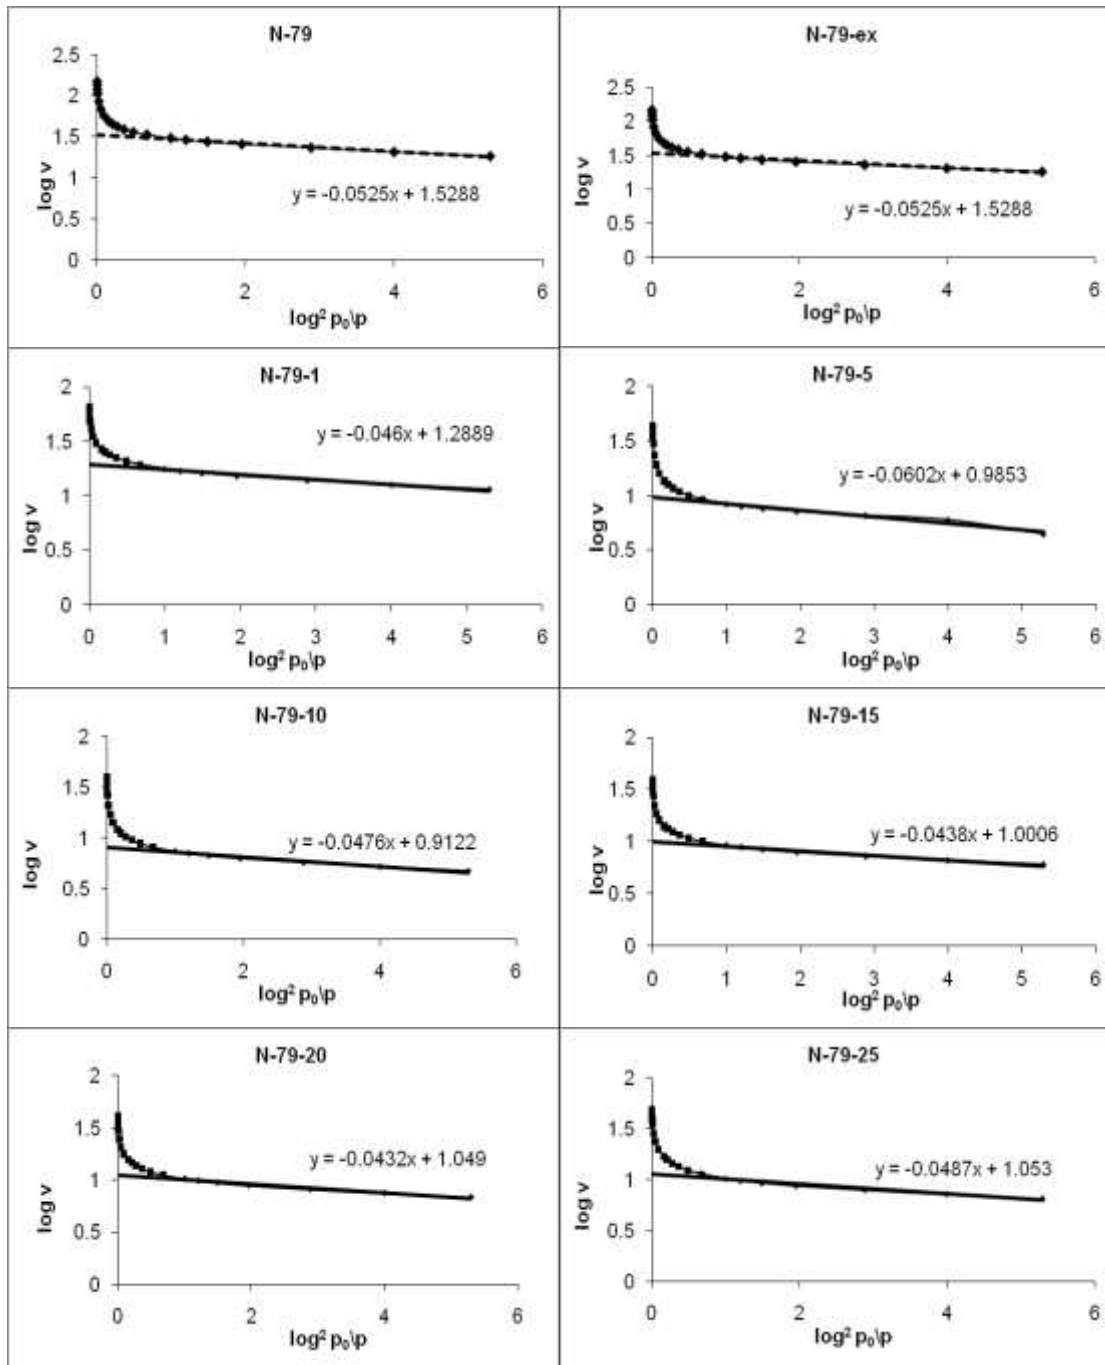 N-79
2.5
2
1.5
1
0.5
0
log v
y = -0.0525x + 1.5288
0 2 4 6
log² p₀\p
N-79-ex
2.5
2
1.5
1
0.5
0
log v
y = -0.0525x + 1.5288
0 2 4 6
log² p₀\p
N-79-1
2
1.5
1
0.5
0
log v
y = -0.046x + 1.2889
0 1 2 3 4 5 6
log² p₀\p
N-79-5
2
1.5
1
0.5
0
log v
y = -0.0602x + 0.9853
0 1 2 3 4 5 6
log² p₀\p
N-79-10
2
1.5
1
0.5
0
log v
y = -0.0476x + 0.9122
0 2 4 6
log² p₀\p
N-79-15
2
1.5
1
0.5
0
log v
y = -0.0438x + 1.0006
0 1 2 3 4 5 6
log² p₀\p
N-79-20
2
1.5
1
0.5
0
log v
y = -0.0432x + 1.049
0 2 4 6
log² p₀\p
N-79-25
2
1.5
1
0.5
0
log v
y = -0.0487x + 1.053
0 1 2 3 4 5 6
log² p₀\p